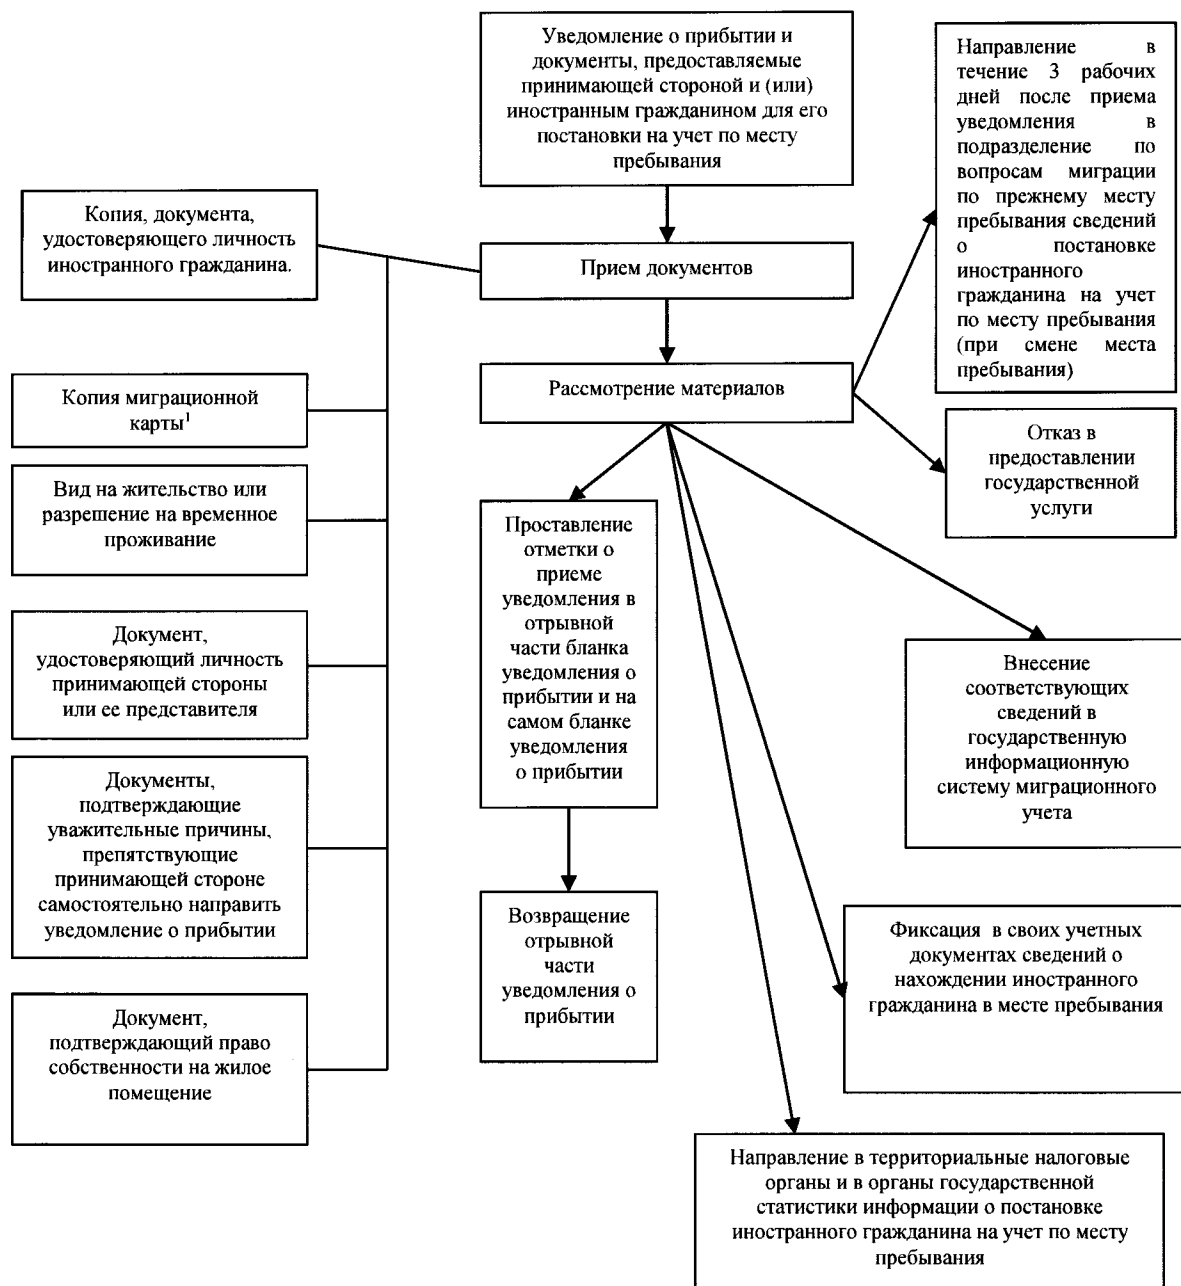 Уведомление о прибытии и
документы, предоставляемые
принимающей стороной и (или)
иностранным гражданином для его
постановки на учет по месту
пребывания
Направление в
течение 3 рабочих
дней после приема
уведомления в
подразделение по
вопросам миграции
по прежнему месту
пребывания сведений
о постановке
иностранного
гражданина на учет
по месту пребывания
(при смене места
пребывания)
Копия, документа,
удостоверяющего личность
иностранного гражданина.
Прием документов
Рассмотрение материалов
Копия миграционной
карты¹
Отказ в
предоставлении
государственной
услуги
Вид на жительство или
разрешение на временное
проживание
Проставление
отметки о
приеме
уведомления в
отрывной
части бланка
уведомления о
прибытии и на
самом бланке
уведомления
о прибытии
Документ,
удостоверяющий личность
принимающей стороны
или ее представителя
Внесение
соответствующих
сведений в
государственную
информационную
систему миграционного
учета
Документы,
подтверждающие
уважительные причины,
препятствующие
принимающей стороне
самостоятельно направить
уведомление о прибытии
Возвращение
отрывной
части
уведомления о
прибытии
Фиксация в своих учетных
документах сведений о
нахождении иностранного
гражданина в месте пребывания
Документ,
подтверждающий право
собственности на жилое
помещение
Направление в территориальные налоговые
органы и в органы государственной
статистики информации о постановке
иностранного гражданина на учет по месту
пребывания